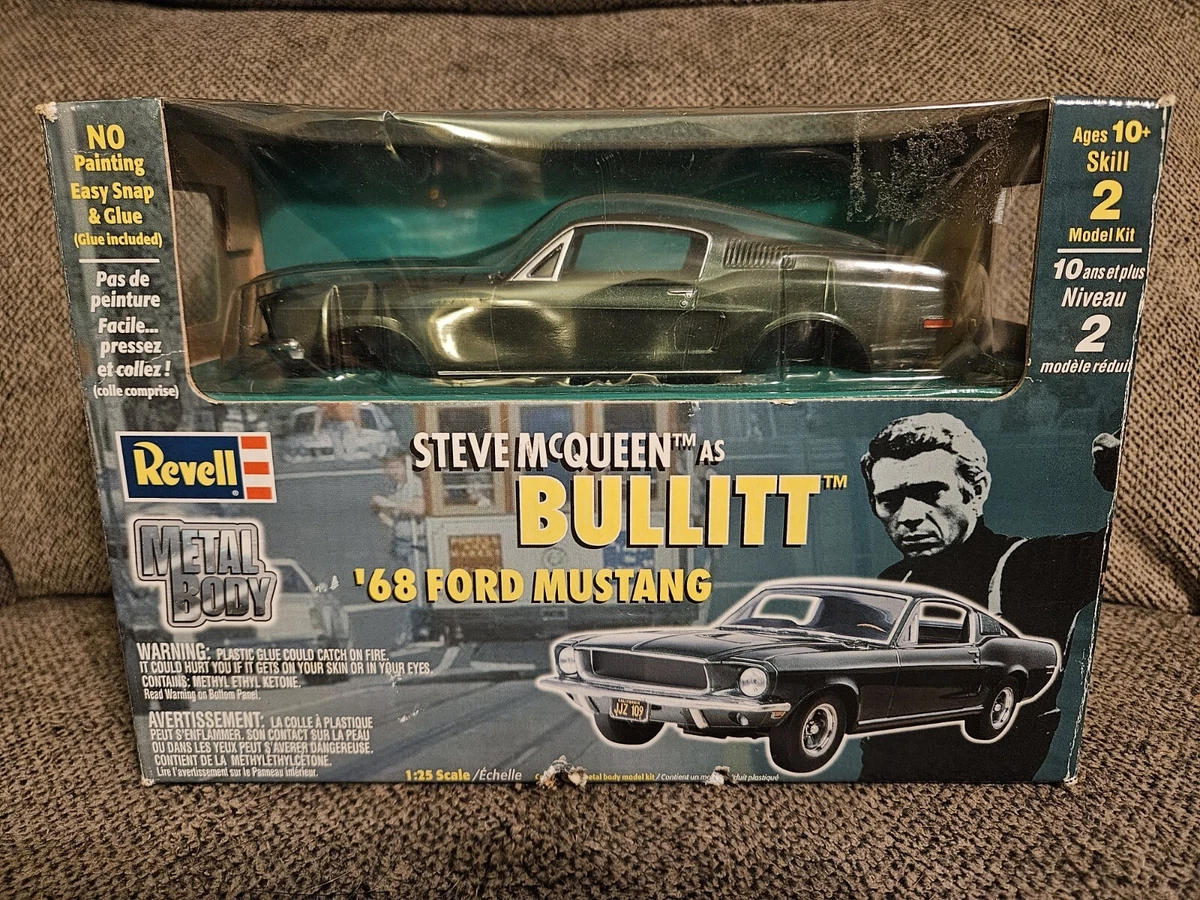 NO
Painting
Easy Snap
& Glue
(Glue included)
Pas de
peinture
Facile...
pressez
et collez !
(colle comprise)
Ages 10+
Skill
2
Model Kit
10 ans et plus
Niveau
2
modèle réduit
Revell®
METAL
BODY
STEVE McQUEEN™ AS
BULLITT™
'68 FORD MUSTANG
JJZ 109
WARNING: PLASTIC GLUE COULD CATCH ON FIRE.
IT COULD HURT YOU IF IT GETS ON YOUR SKIN OR IN YOUR EYES.
CONTAINS: METHYL ETHYL KETONE.
Read Warning on Bottom Panel.
AVERTISSEMENT: LA COLLE À PLASTIQUE
PEUT S'ENFLAMMER. SON CONTACT SUR LA PEAU
OU DANS LES YEUX PEUT S'AVÉRER DANGEREUSE.
CONTIENT DE LA MÉTHYLÉTHYLCÉTONE.
Lire l'avertissement sur le Panneau inférieur.
1:25 Scale /Échelle
metal body model kit / Contient un